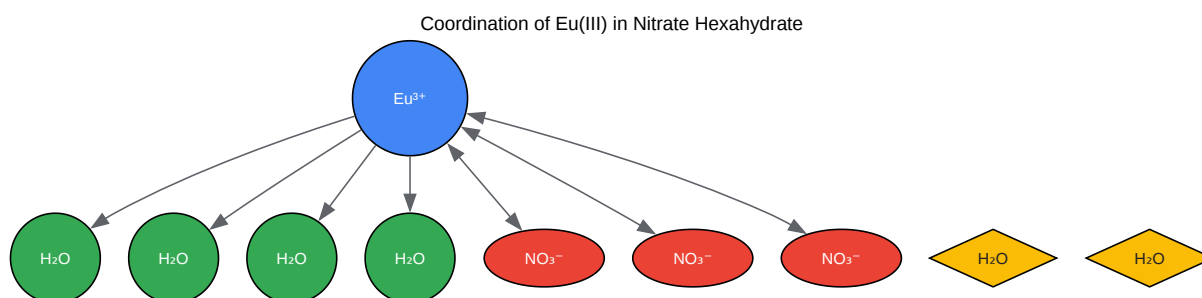 Coordination of Eu(III) in Nitrate Hexahydrate
Eu³⁺
H₂O H₂O H₂O H₂O NO₃⁻ NO₃⁻ NO₃⁻ H₂O H₂O